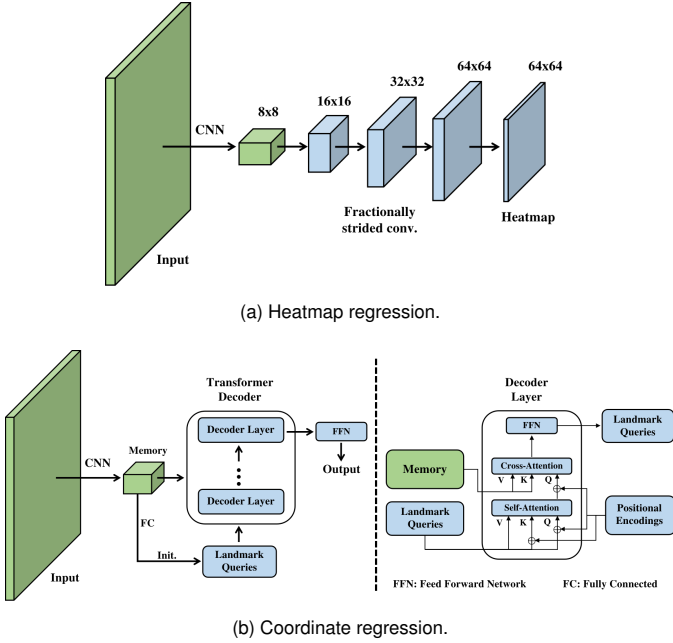 64x64
64x64
32x32
16x16
8x8
CNN
Fractionally
strided conv.
Heatmap
Input
(a) Heatmap regression.
Transformer
Decoder
Decoder Layer
FFN
Output
Memory
CNN
Decoder Layer
FC
Init.
Landmark
Queries
Input
Decoder
Layer
FFN
Landmark
Queries
Cross-Attention
Memory
V K Q
Landmark
Queries
Self-Attention
V K Q
Positional
Encodings
FFN: Feed Forward Network
FC: Fully Connected
(b) Coordinate regression.